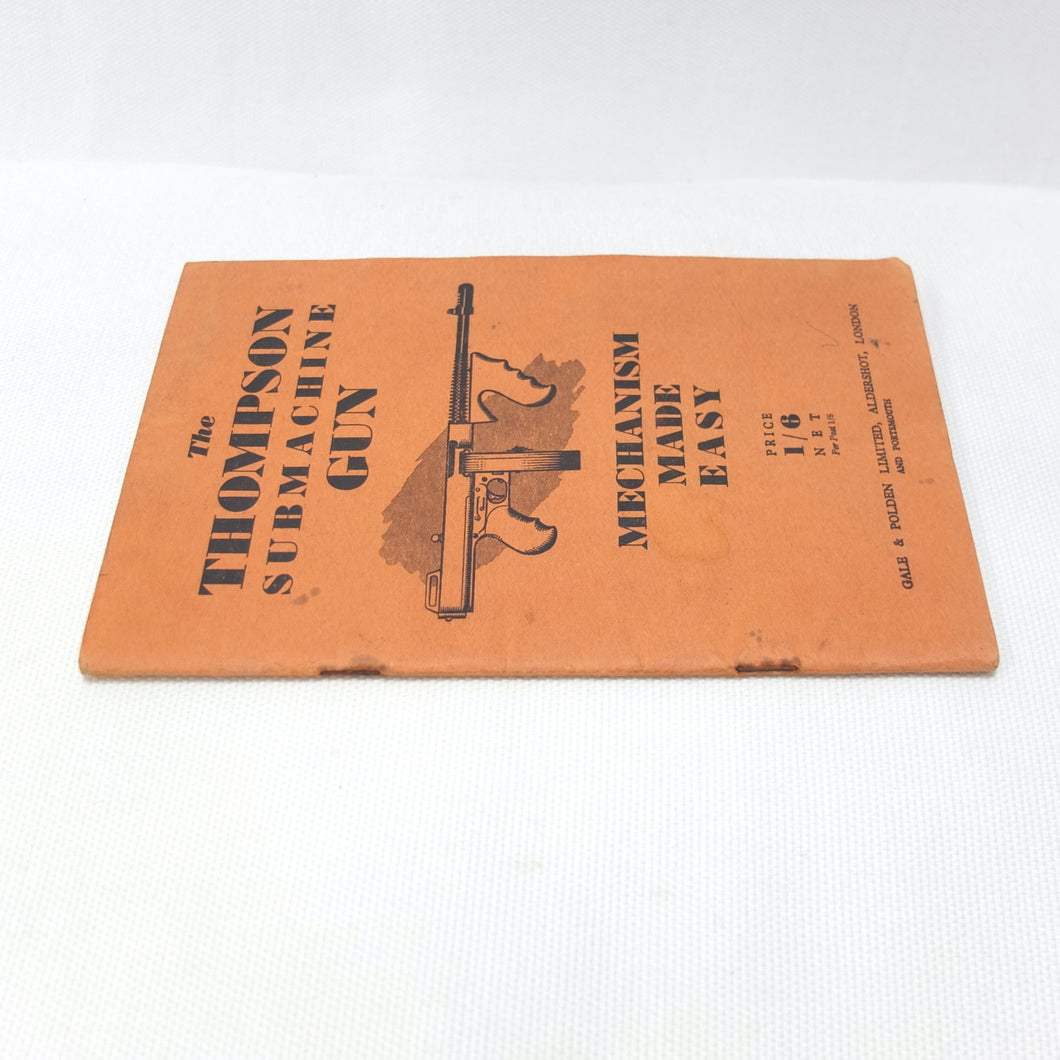 The
THOMPSON
SUBMACHINE
GUN
MECHANISM
MADE
EASY
PRICE
1/6
NET
Per Post 1/8
GALE & POLDEN LIMITED, ALDERSHOT, LONDON
AND PORTSMOUTH